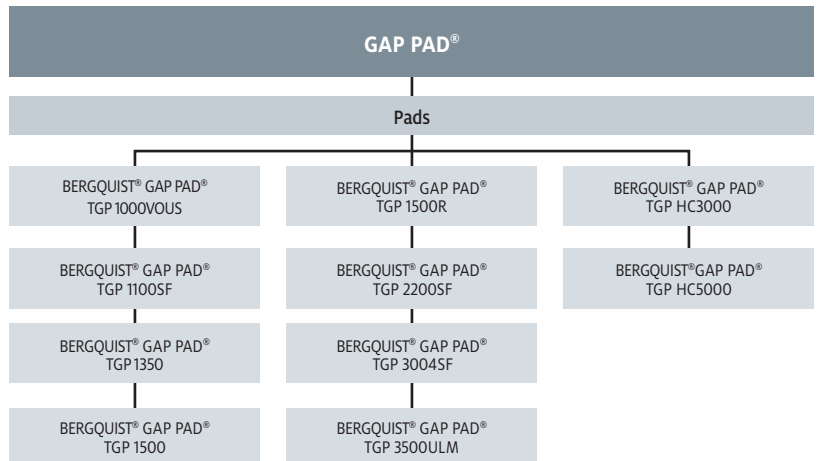 GAP PAD®
Pads
BERGQUIST® GAP PAD®
TGP 1000VOUS
BERGQUIST® GAP PAD®
TGP 1100SF
BERGQUIST® GAP PAD®
TGP 1350
BERGQUIST® GAP PAD®
TGP 1500
BERGQUIST® GAP PAD®
TGP 1500R
BERGQUIST® GAP PAD®
TGP 2200SF
BERGQUIST® GAP PAD®
TGP 3004SF
BERGQUIST® GAP PAD®
TGP 3500ULM
BERGQUIST® GAP PAD®
TGP HC3000
BERGQUIST®GAP PAD®
TGP HC5000